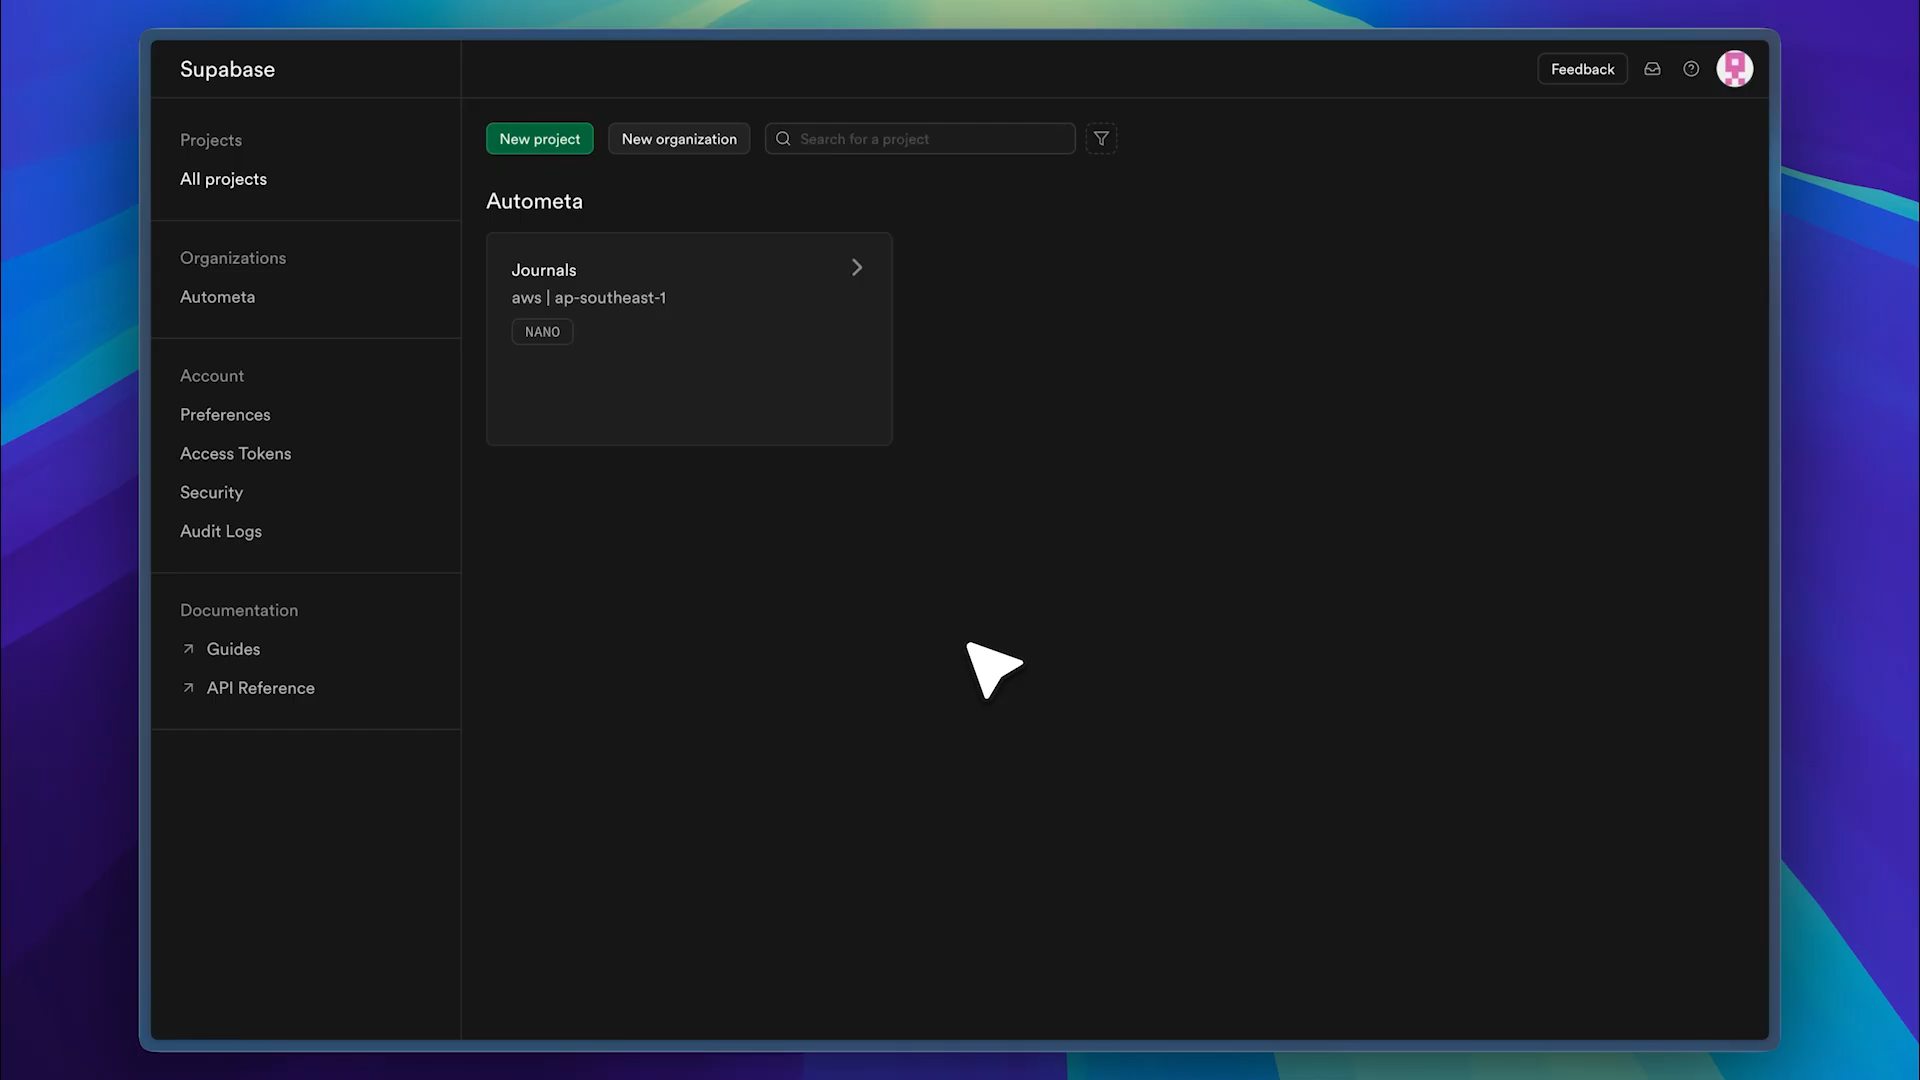 Supabase
Feedback
Projects
All projects
Organizations
Autometa
Account
Preferences
Access Tokens
Security
Audit Logs
Documentation
Guides
API Reference
New project
New organization
Search for a project
Autometa
Journals
aws | ap-southeast-1
NANO